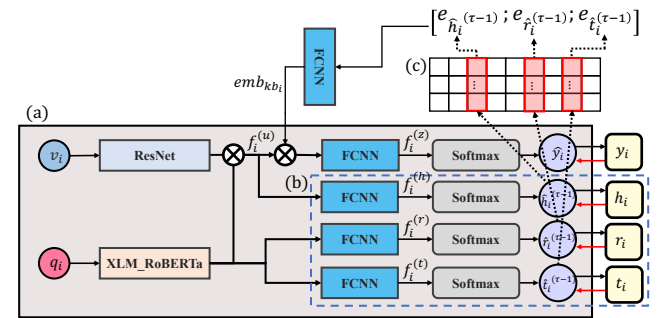 [e_{ĥ_i}^{(τ−1)}; e_{r̂_i}^{(τ−1)}; e_{t̂_i}^{(τ−1)}]
FCNN
emb_{kb_i}
(c)
... ... ...
(a)
v_i ResNet f_i^{(u)} FCNN f_i^{(z)} Softmax ŷ_i y_i
(b)
FCNN f_i^{(h)} Softmax ĥ_i^{(τ−1)} h_i
FCNN f_i^{(r)} Softmax r̂_i^{(τ−1)} r_i
q_i XLM_RoBERTa
FCNN f_i^{(t)} Softmax t̂_i^{(τ−1)} t_i